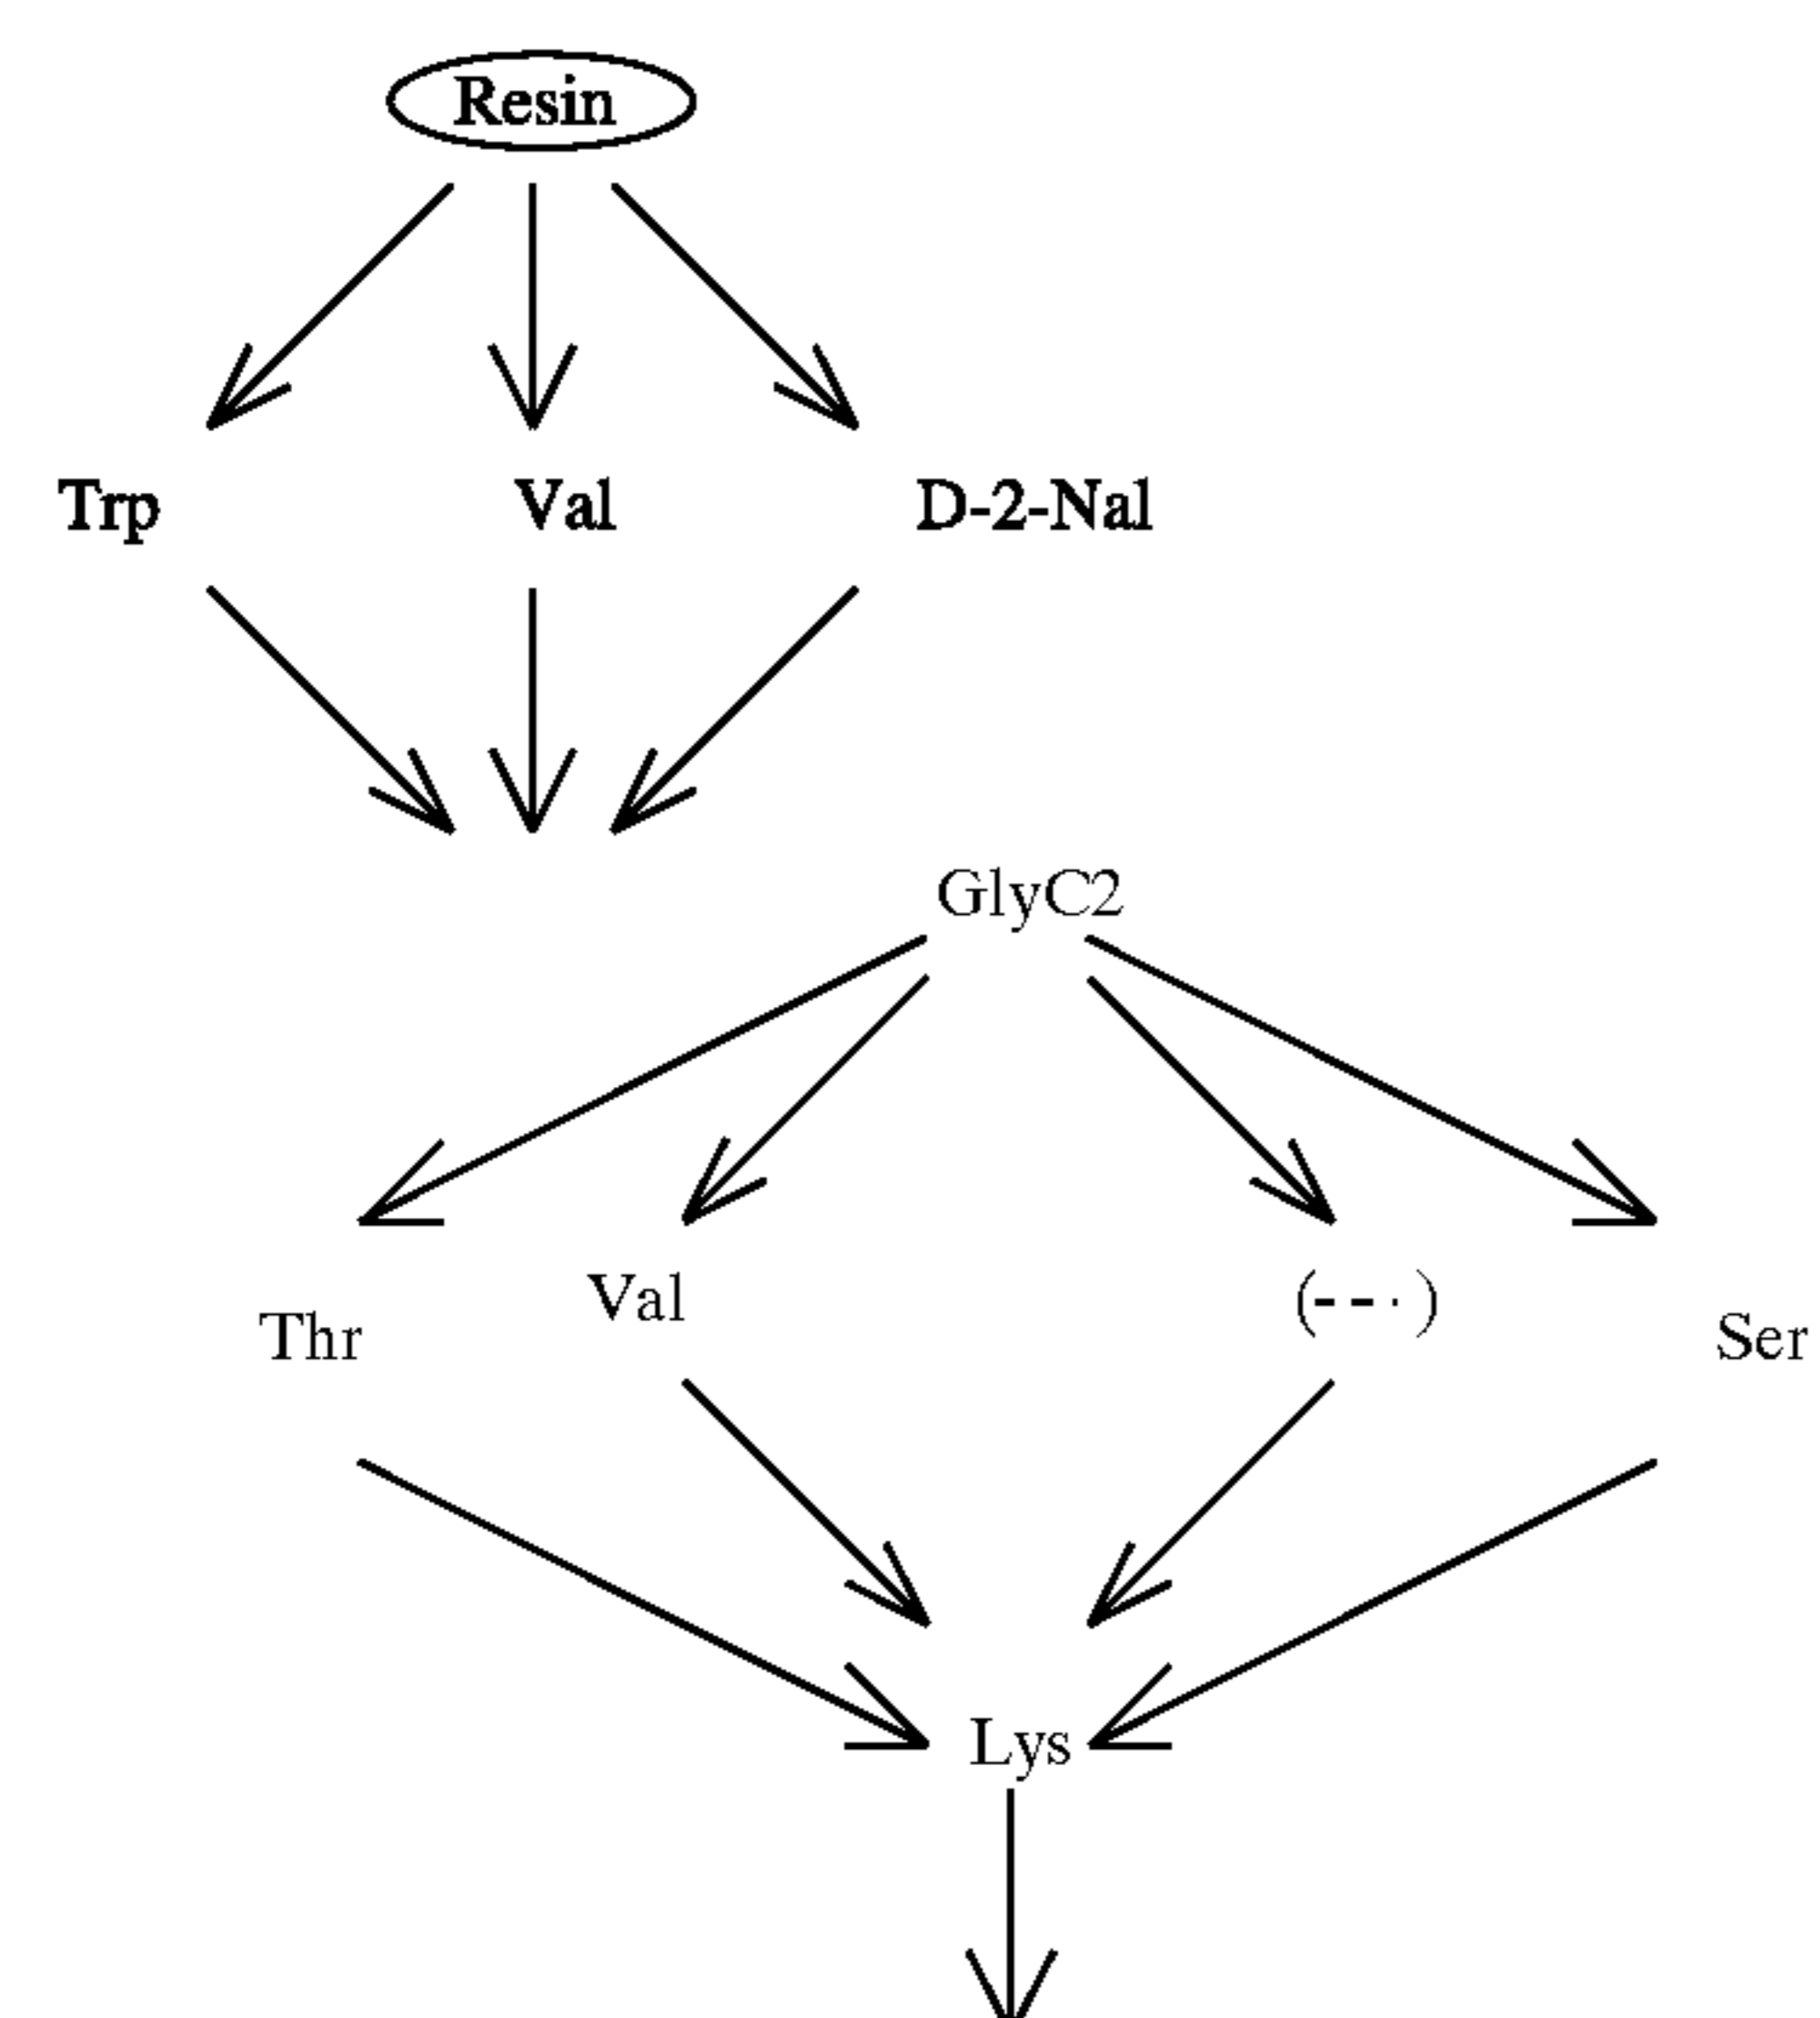 Resin
Trp Val D-2-Nal
GlyC2
Thr Val (---) Ser
Lys